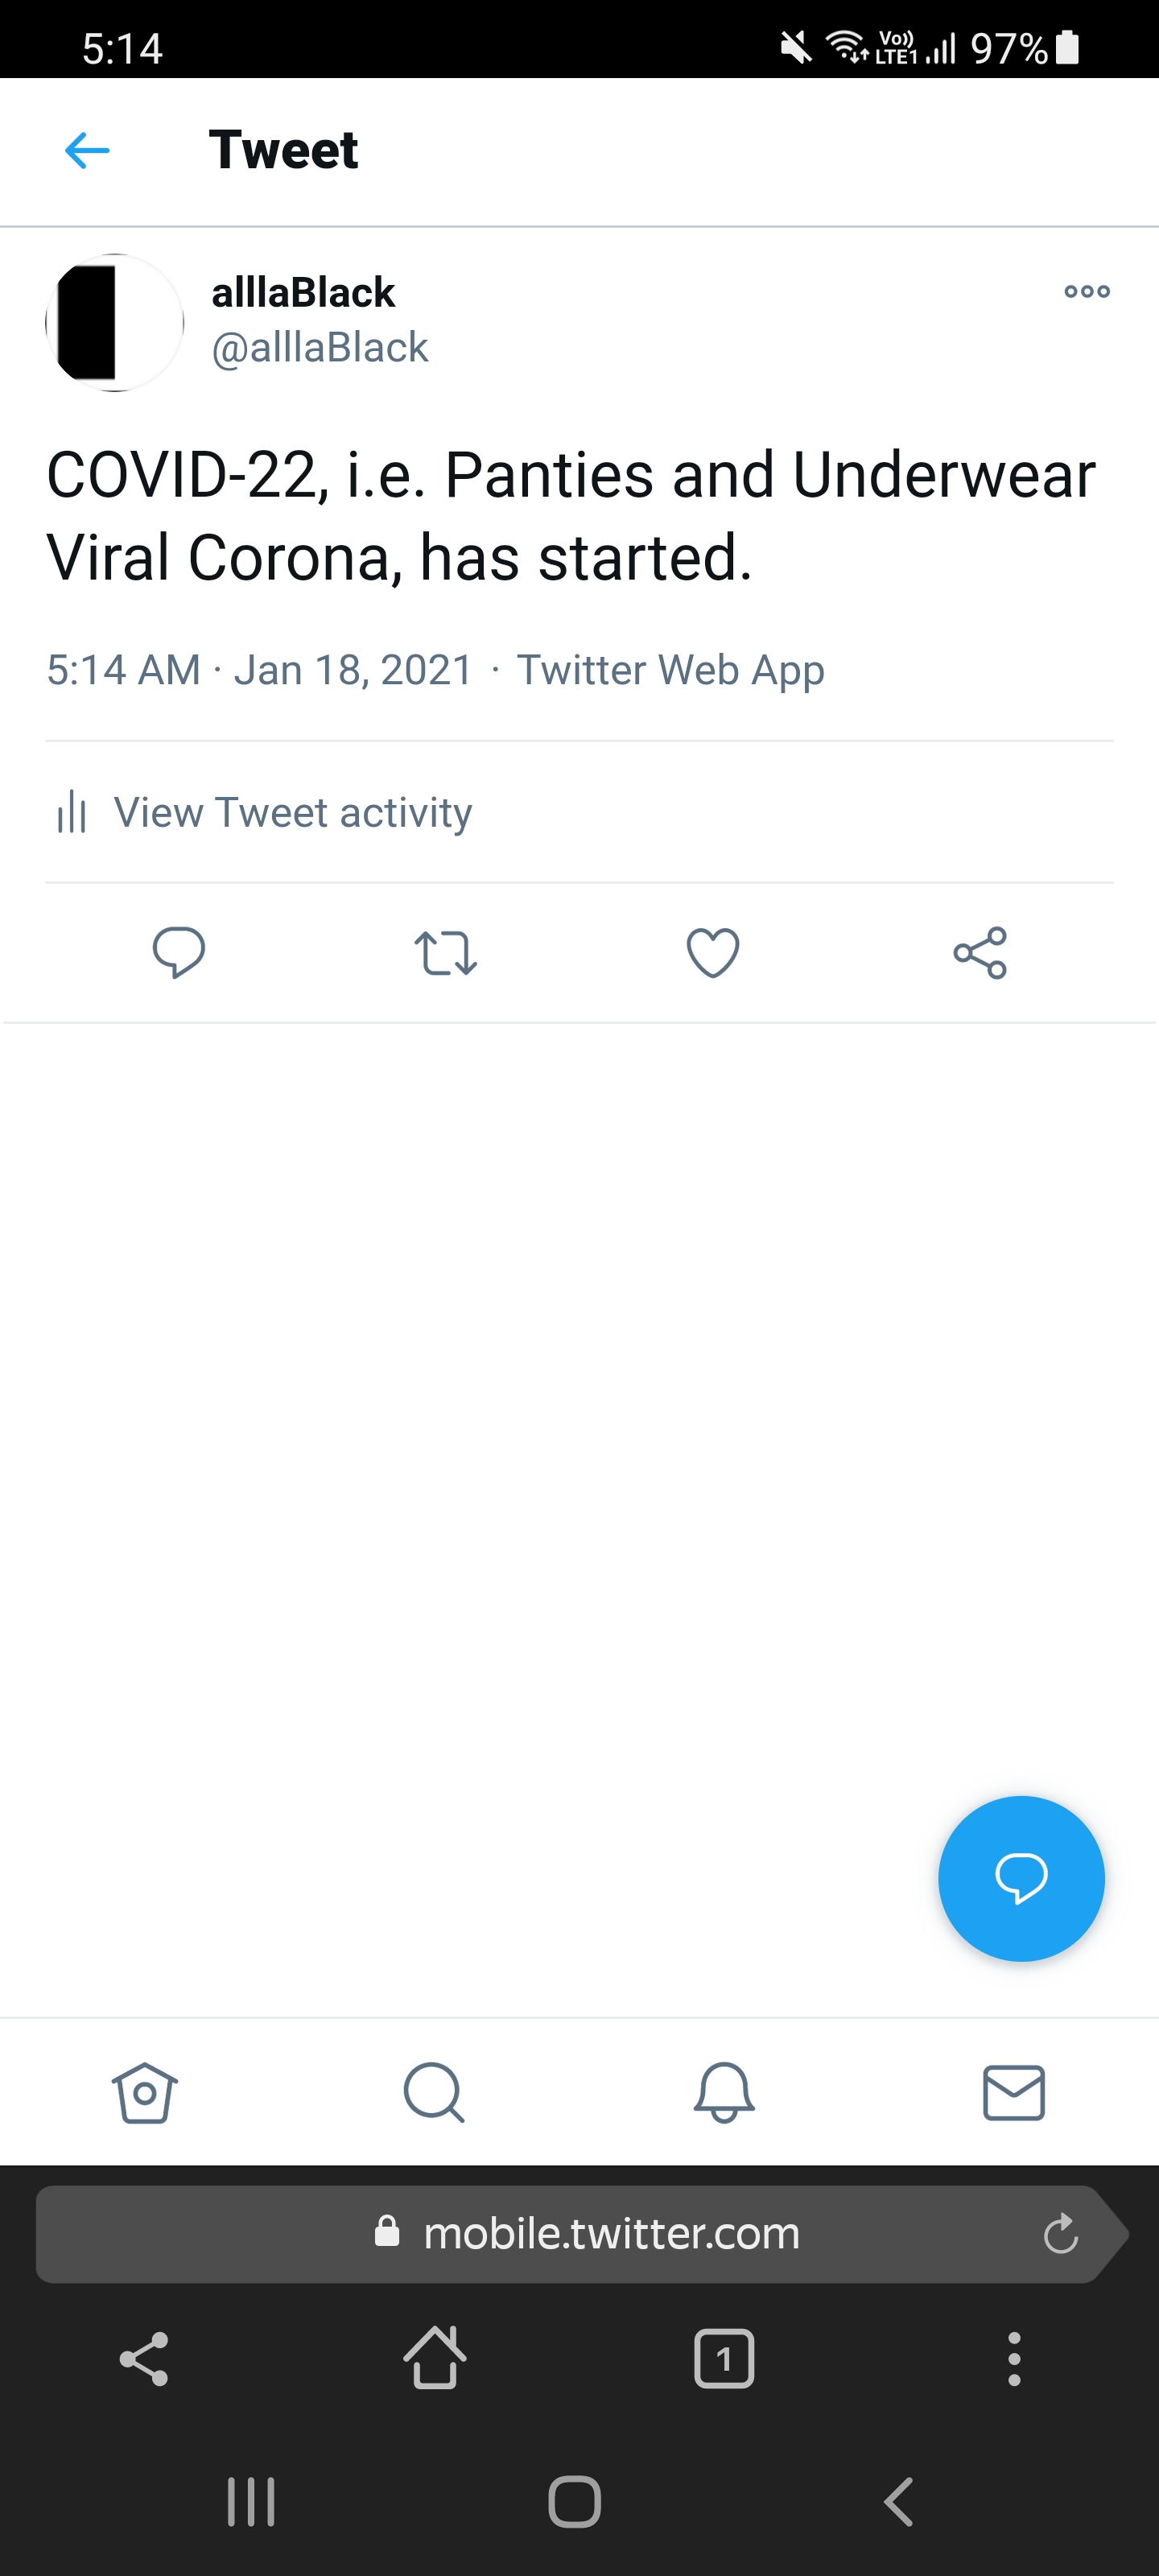 5:14 Vo)) LTE1 97%
Tweet
alllaBlack
@alllaBlack
COVID-22, i.e. Panties and Underwear
Viral Corona, has started.
5:14 AM · Jan 18, 2021 · Twitter Web App
View Tweet activity
mobile.twitter.com
1